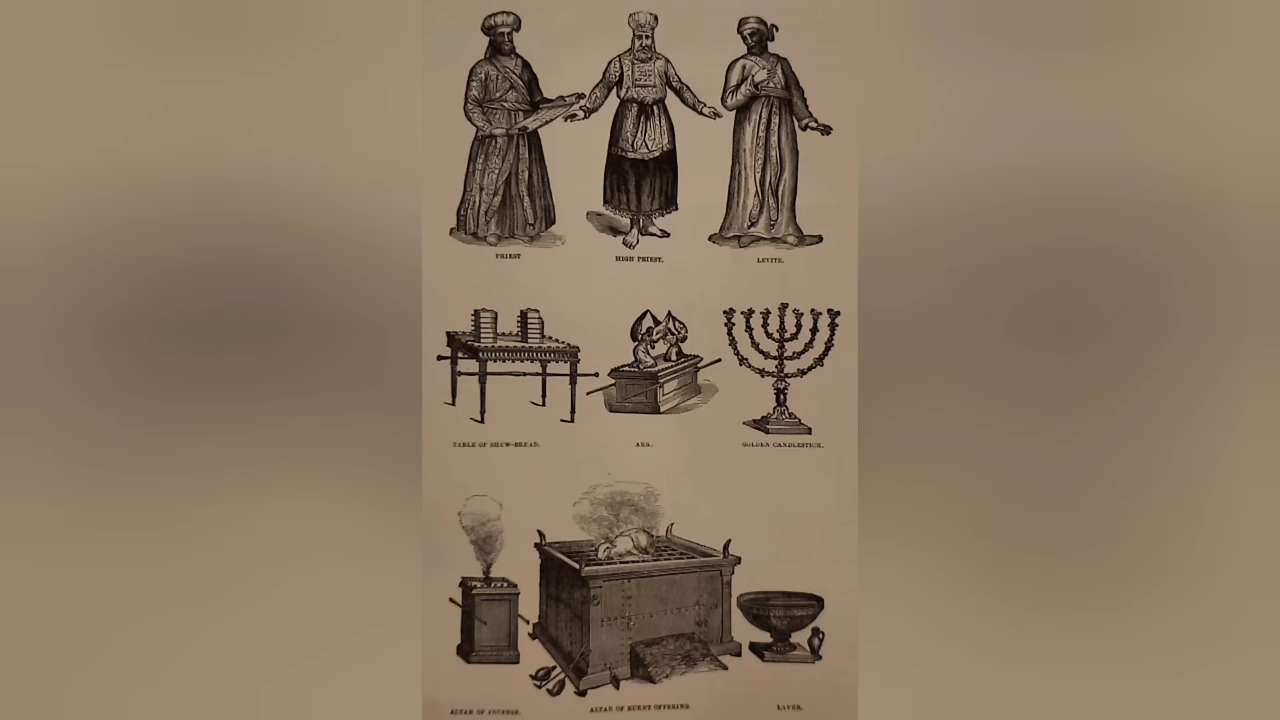 PRIEST
HIGH PRIEST.
LEVITE.
TABLE OF SHEW-BREAD.
ARK.
GOLDEN CANDLESTICK.
ALTAR OF INCENSE.
ALTAR OF BURNT OFFERING.
LAVER.